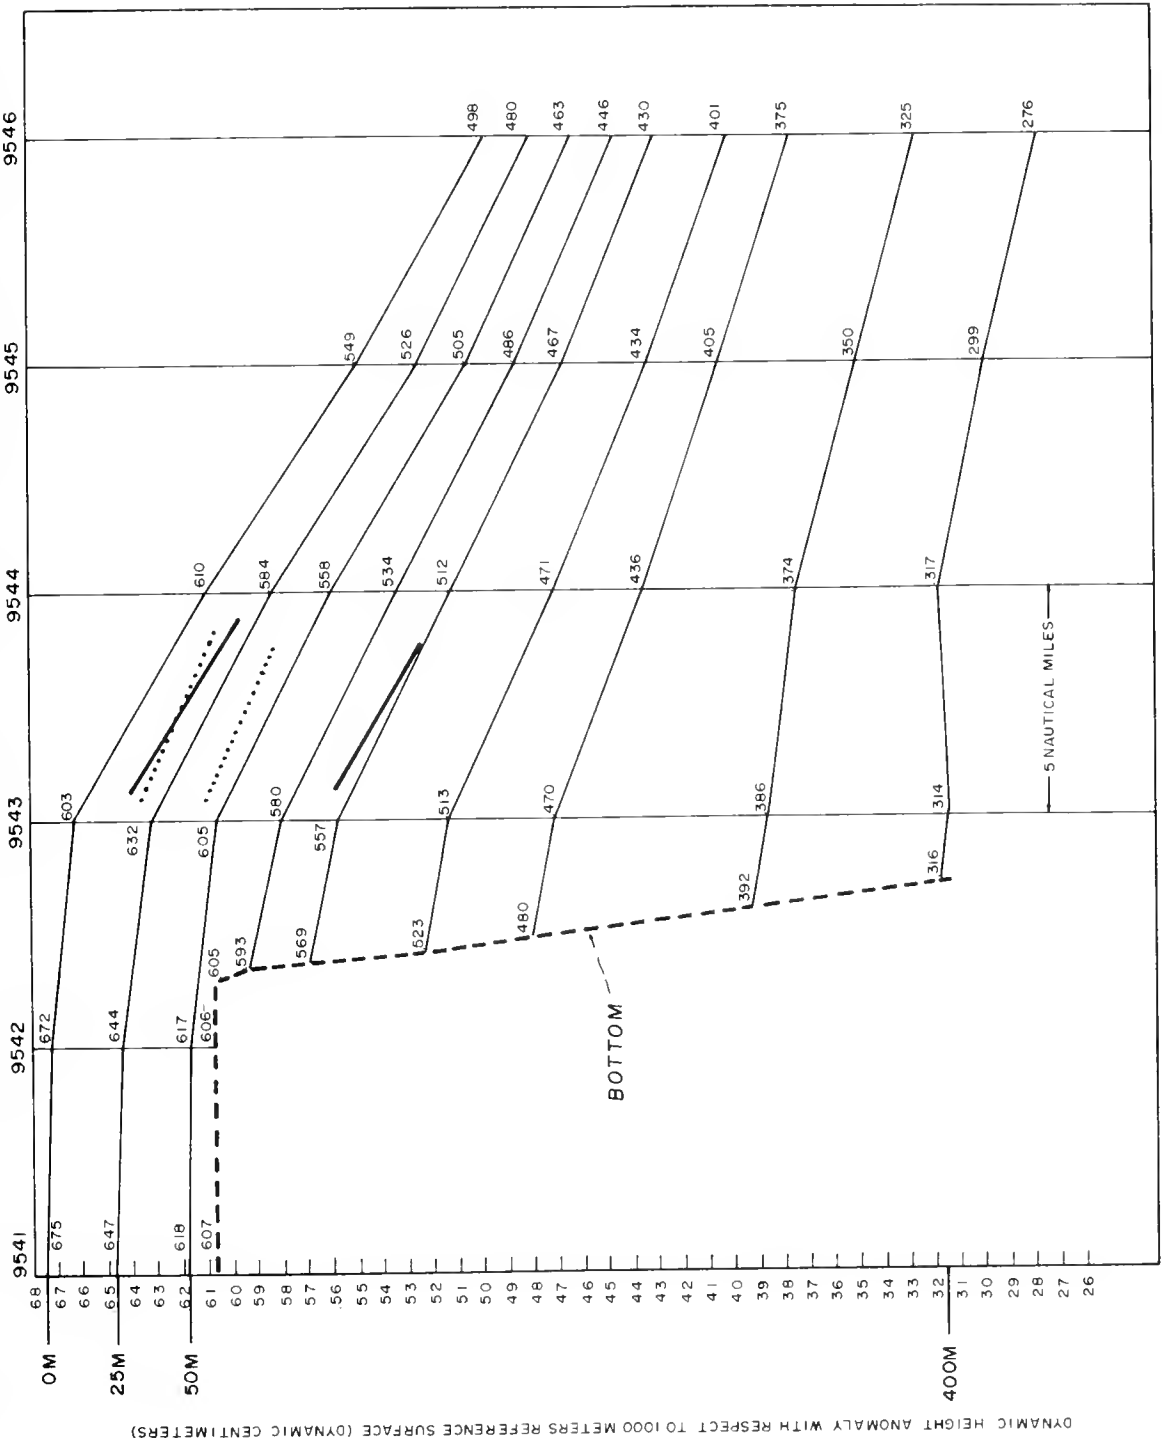 9541 9542 9543 9544 9545 9546
0M
25M
50M
400M
68
67
66
65
64
63
62
61
60
59
58
57
56
55
54
53
52
51
50
49
48
47
46
45
44
43
42
41
40
39
38
37
36
35
34
33
32
31
30
29
28
27
26
675 672 603 610 549 498
647 644 632 584 526 480
618 617 605 558 505 463
607 606 605
593 580 534 486 446
569 557 512 467 430
523 513 471 434 401
480 470 436 405 375
392 386 374 350 325
316 314 317 299 276
BOTTOM
5 NAUTICAL MILES
DYNAMIC HEIGHT ANOMALY WITH RESPECT TO 1000 METERS REFERENCE SURFACE (DYNAMIC CENTIMETERS)